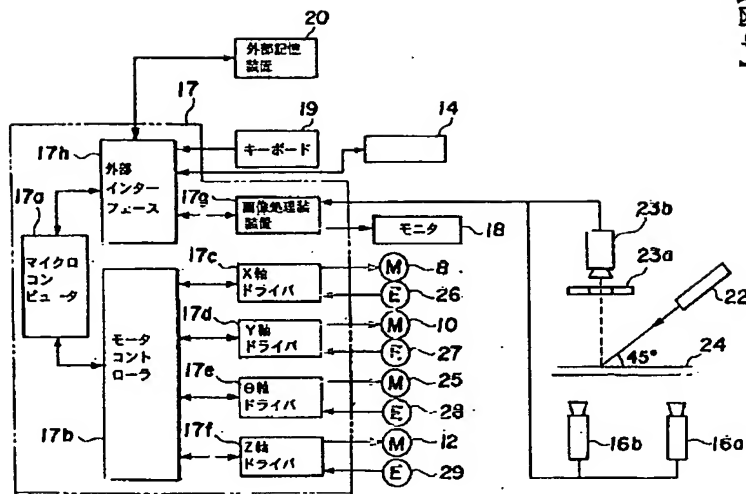 20
外部記憶
装置
17
19
14
17h
キーボード
外部
インター
フェース
17a
17g
画像処理装
装置
モニタ
18
23b
23a
22
マイクロ
コン
ピュータ
17c
X軸
ドライバ
M
8
E
26
17d
Y軸
ドライバ
M
10
E
27
24
45°
モータ
コント
ローラ
17e
Θ軸
ドライバ
M
25
E
28
17b
17f
Z軸
ドライバ
M
12
E
29
16b
16a